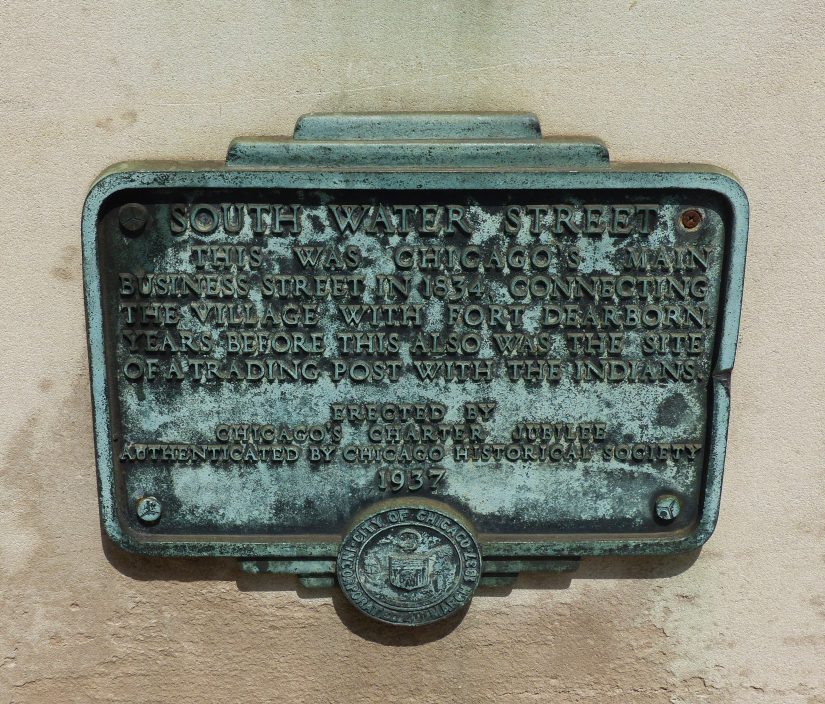 SOUTH WATER STREET
THIS WAS CHICAGO'S MAIN
BUSINESS STREET IN 1834, CONNECTING
THE VILLAGE WITH FORT DEARBORN.
YEARS BEFORE THIS ALSO WAS THE SITE
OF A TRADING POST WITH THE INDIANS.
ERECTED BY
CHICAGO'S CHARTER JUBILEE
AUTHENTICATED BY CHICAGO HISTORICAL SOCIETY
1937
CITY OF CHICAGO